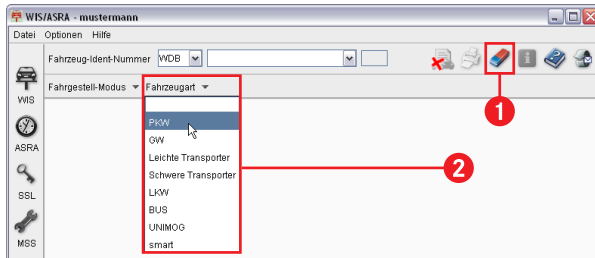 WIS/ASRA - mustermann
Datei Optionen Hilfe
Fahrzeug-Ident-Nummer WDB
Fahrgestell-Modus Fahrzeugart
WIS
ASRA
SSL
MSS
PKW
GW
Leichte Transporter
Schwere Transporter
LKW
BUS
UNIMOG
smart
1
2